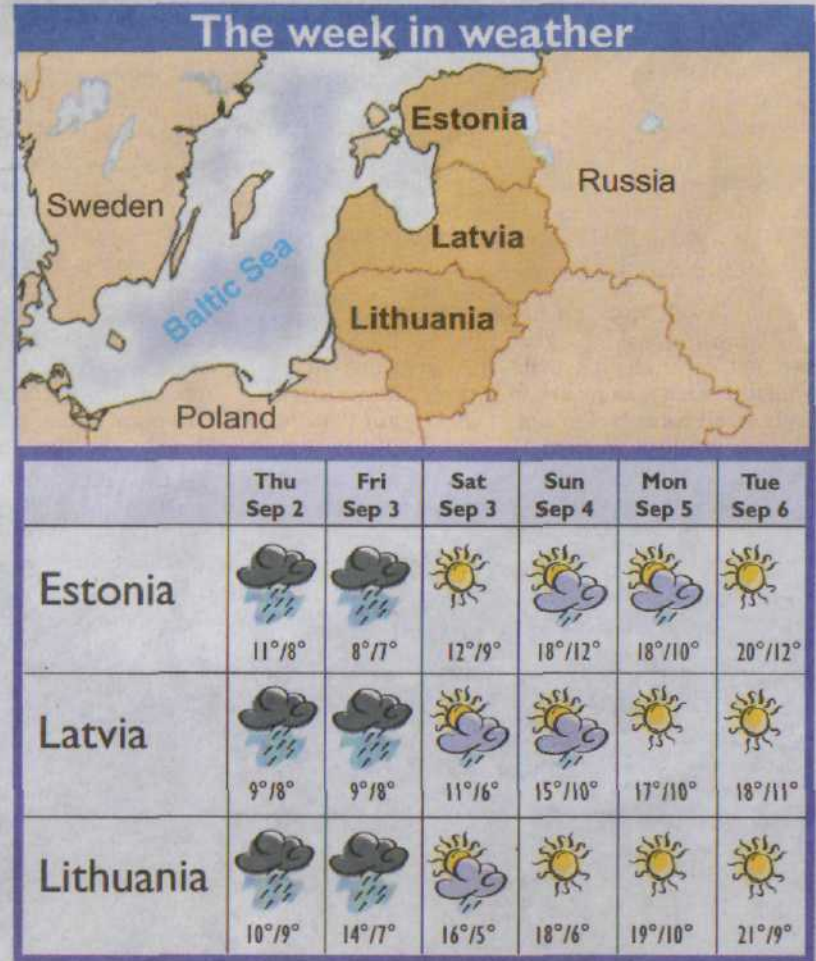 The week in weather
Estonia
Russia
Sweden
Latvia
Baltic Sea
Lithuania
Poland
Thu Fri Sat Sun Mon Tue
Sep 2 Sep 3 Sep 3 Sep 4 Sep 5 Sep 6
Estonia
11°/8° 8°/7° 12°/9° 18°/12° 18°/10° 20°/12°
Latvia
9°/8° 9°/8° 11°/6° 15°/10° 17°/10° 18°/11°
Lithuania
10°/9° 14°/7° 16°/5° 18°/6° 19°/10° 21°/9°